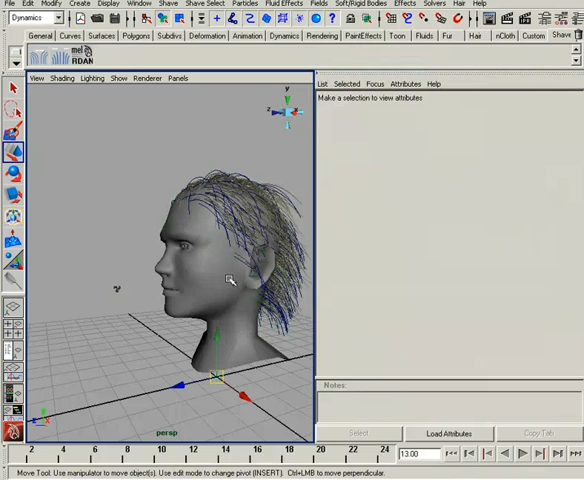 File Edit Modify Create Display Window Shave Shave Select Particles Fluid Effects Fields Soft/Rigid Bodies Effects Solvers Hair
Dynamics
General Curves Surfaces Polygons Subdivs Deformation Animation Dynamics Rendering PaintEffects Toon Fluids Fur Hair nCloth Custom Shave
mel
RDAN
View Shading Lighting Show Renderer Panels
List Selected Focus Attributes Help
Make a selection to view attributes
y
z
x
persp
Notes:
Select Load Attributes Copy Tab
2 4 6 8 10 12 14 16 18 20 22 24
13.00
Move Tool: Use manipulator to move object(s). Use edit mode to change pivot (INSERT). Ctrl+LMB to move perpendicular.